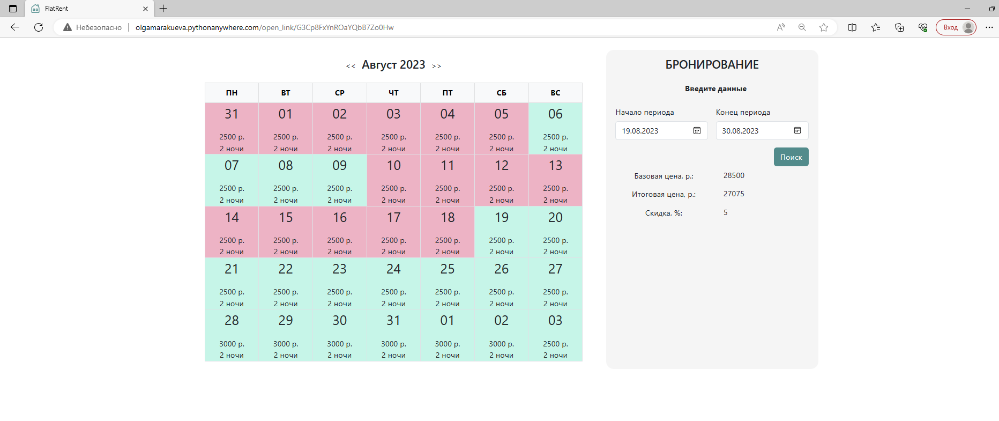 FlatRent
Небезопасно olgamarakueva.pythonanywhere.com/open_link/G3Cp8FxYnROaYQbB7Zo0Hw Вход
<< Август 2023 >>
ПН ВТ СР ЧТ ПТ СБ ВС
31 01 02 03 04 05 06
2500 р. 2500 р. 2500 р. 2500 р. 2500 р. 2500 р. 2500 р.
2 ночи 2 ночи 2 ночи 2 ночи 2 ночи 2 ночи 2 ночи
07 08 09 10 11 12 13
2500 р. 2500 р. 2500 р. 2500 р. 2500 р. 2500 р. 2500 р.
2 ночи 2 ночи 2 ночи 2 ночи 2 ночи 2 ночи 2 ночи
14 15 16 17 18 19 20
2500 р. 2500 р. 2500 р. 2500 р. 2500 р. 2500 р. 2500 р.
2 ночи 2 ночи 2 ночи 2 ночи 2 ночи 2 ночи 2 ночи
21 22 23 24 25 26 27
2500 р. 2500 р. 2500 р. 2500 р. 2500 р. 2500 р. 2500 р.
2 ночи 2 ночи 2 ночи 2 ночи 2 ночи 2 ночи 2 ночи
28 29 30 31 01 02 03
3000 р. 3000 р. 3000 р. 3000 р. 3000 р. 3000 р. 2500 р.
2 ночи 2 ночи 2 ночи 2 ночи 2 ночи 2 ночи 2 ночи
БРОНИРОВАНИЕ
Введите данные
Начало периода Конец периода
19.08.2023 30.08.2023
Поиск
Базовая цена, р.: 28500
Итоговая цена, р.: 27075
Скидка, %: 5